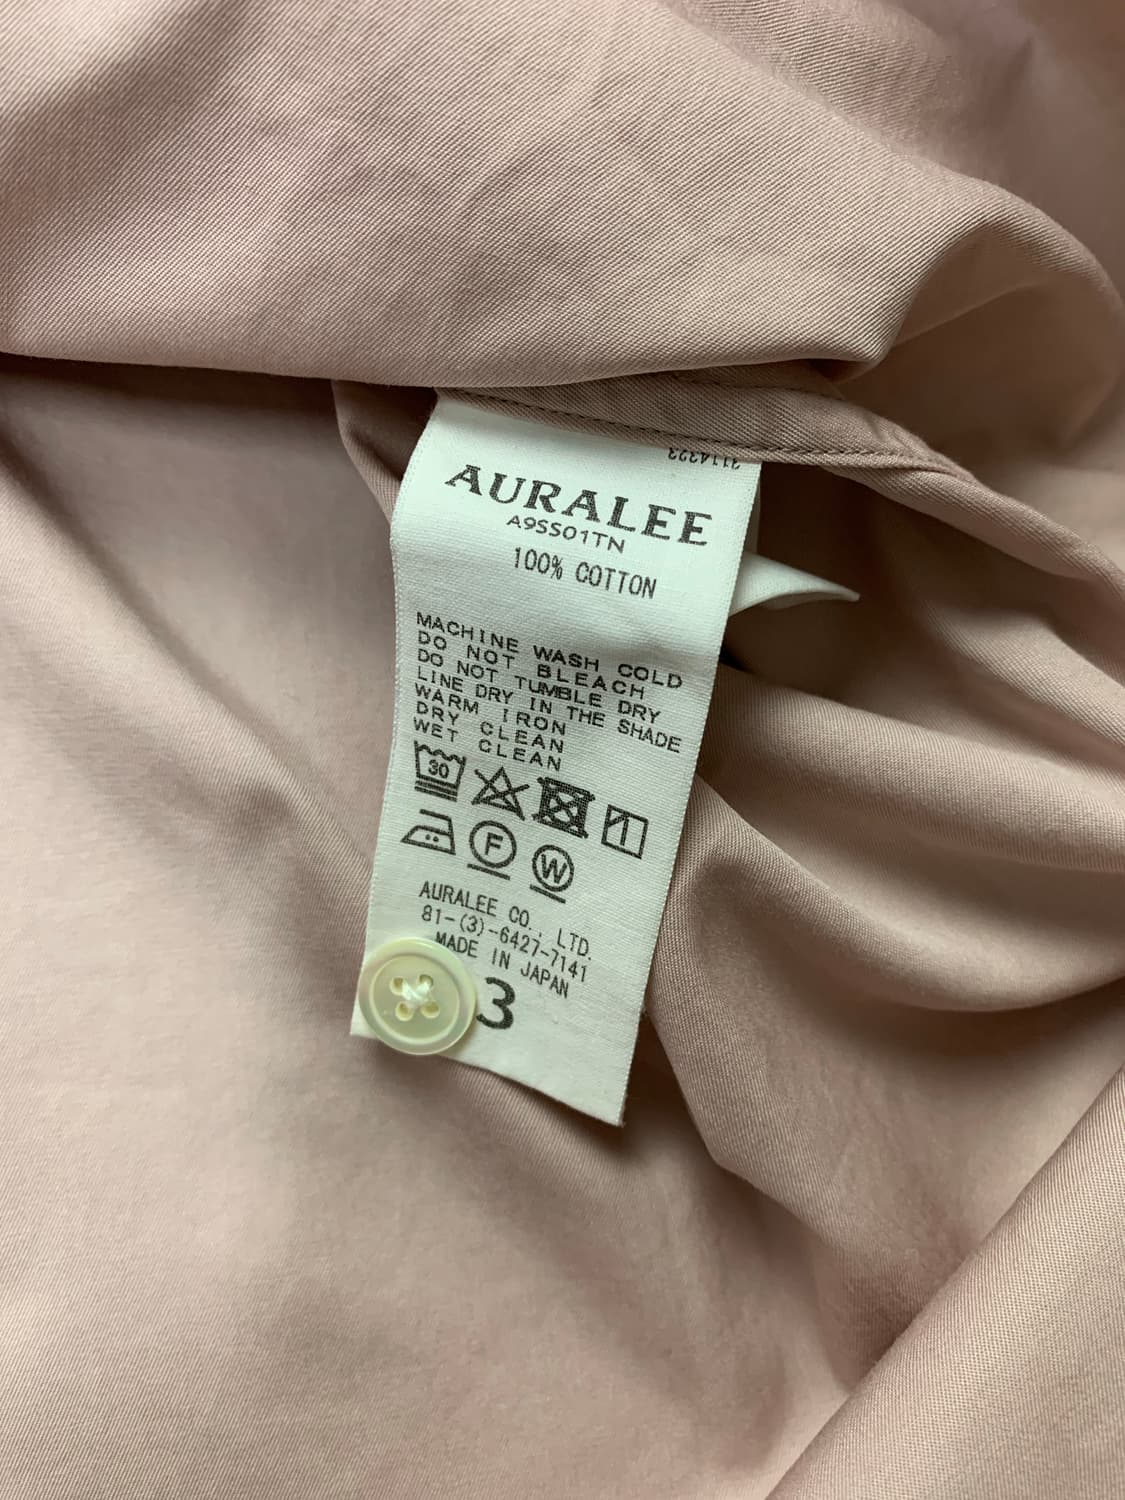 3114323
AURALEE
A9SS01TN
100% COTTON
MACHINE WASH COLD
DO NOT BLEACH
DO NOT TUMBLE DRY
LINE DRY IN THE SHADE
WARM IRON
DRY CLEAN
WET CLEAN
30
F W
AURALEE CO., LTD.
81-(3)-6427-7141
MADE IN JAPAN
3